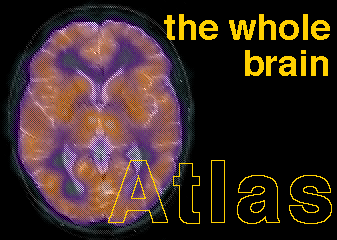 the whole
brain
Atlas